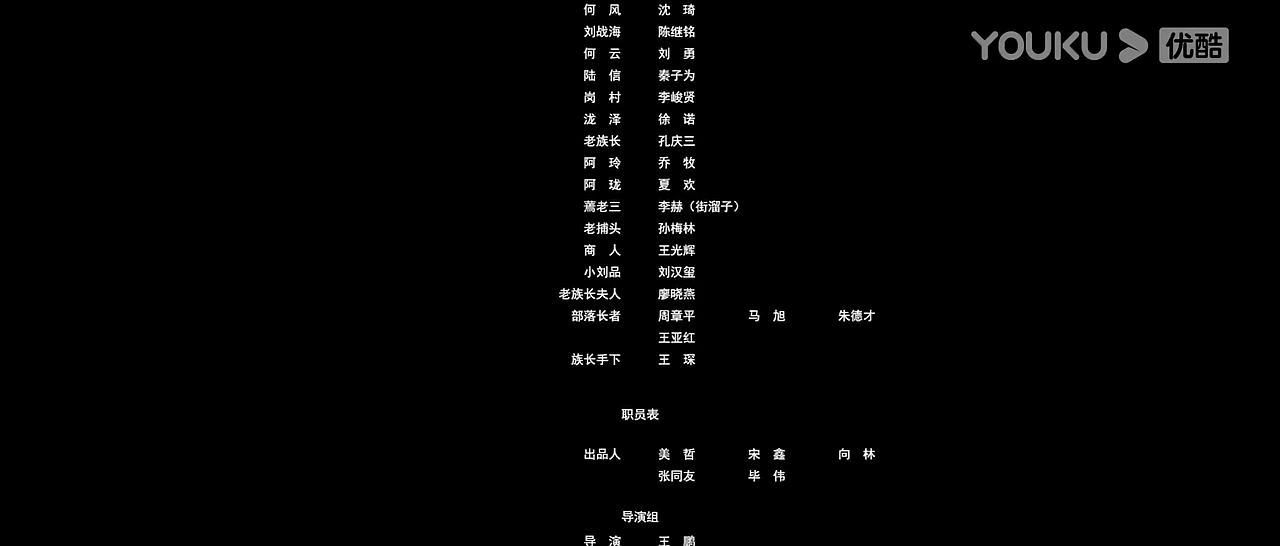 何 风 沈 琦
YOUKU 优酷
刘战海 陈继铭
何 云 刘 勇
陆 信 秦子为
岗 村 李峻贤
泷 泽 徐 诺
老族长 孔庆三
阿 玲 乔 牧
阿 珑 夏 欢
蔫老三 李赫（街溜子）
老捕头 孙梅林
商 人 王光辉
小刘品 刘汉玺
老族长夫人 廖晓燕
部落长者 周章平 马 旭 朱德才
王亚红
族长手下 王 琛
职员表
出品人 美 哲 宋 鑫 向 林
张同友 毕 伟
导演组
导 演 王 鹏